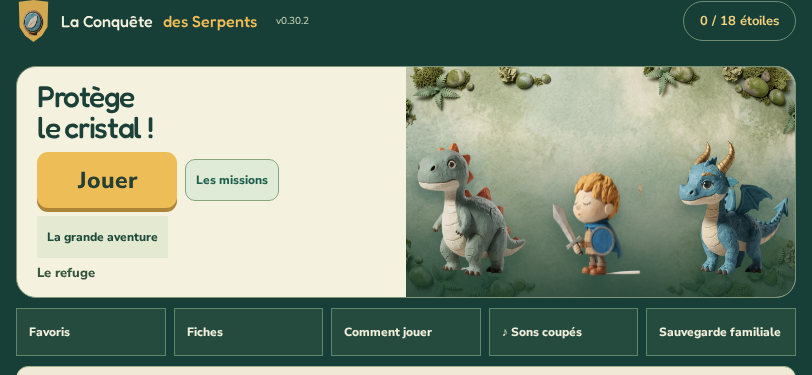 La Conquête des Serpents v0.30.2
0 / 18 étoiles
Protège
le cristal !
Jouer
Les missions
La grande aventure
Le refuge
Favoris
Fiches
Comment jouer
♪ Sons coupés
Sauvegarde familiale